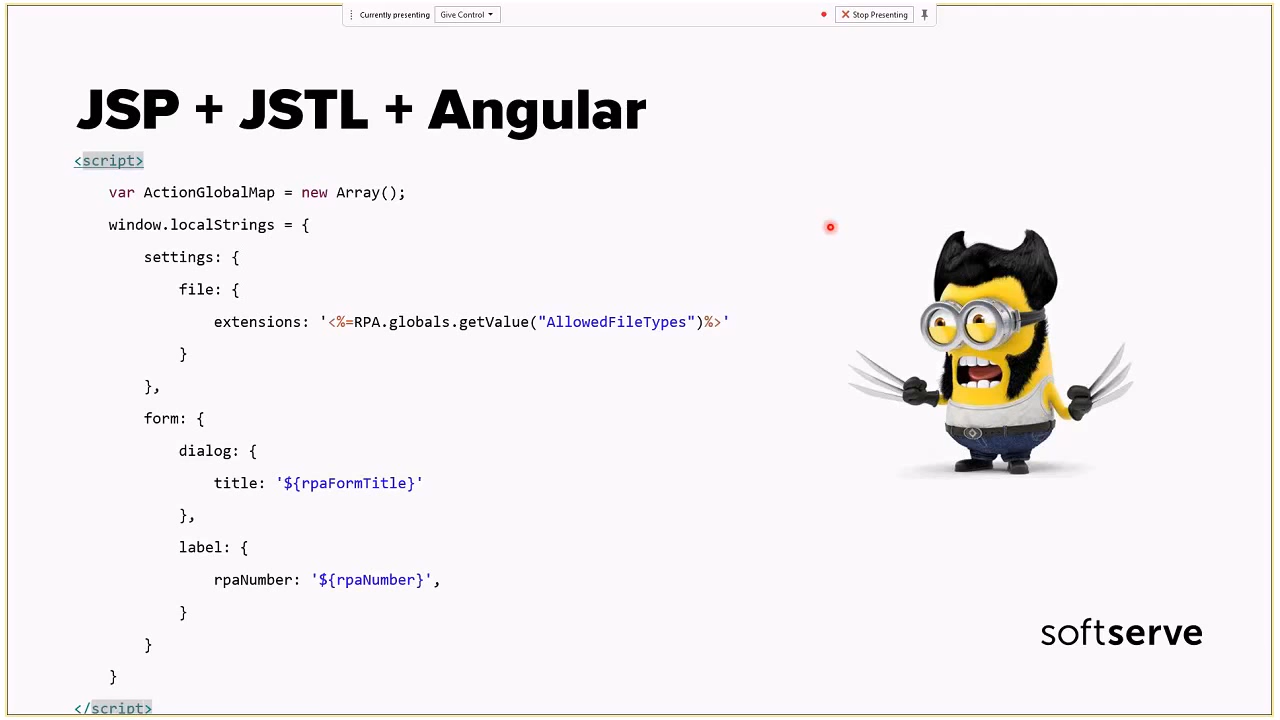 Currently presenting Give Control Stop Presenting
JSP + JSTL + Angular
<script>
var ActionGlobalMap = new Array();
window.localStrings = {
settings: {
file: {
extensions: '<%=RPA.globals.getValue("AllowedFileTypes")%>'
}
},
form: {
dialog: {
title: '${rpaFormTitle}'
},
label: {
rpaNumber: '${rpaNumber}',
}
}
}
</script>
softserve